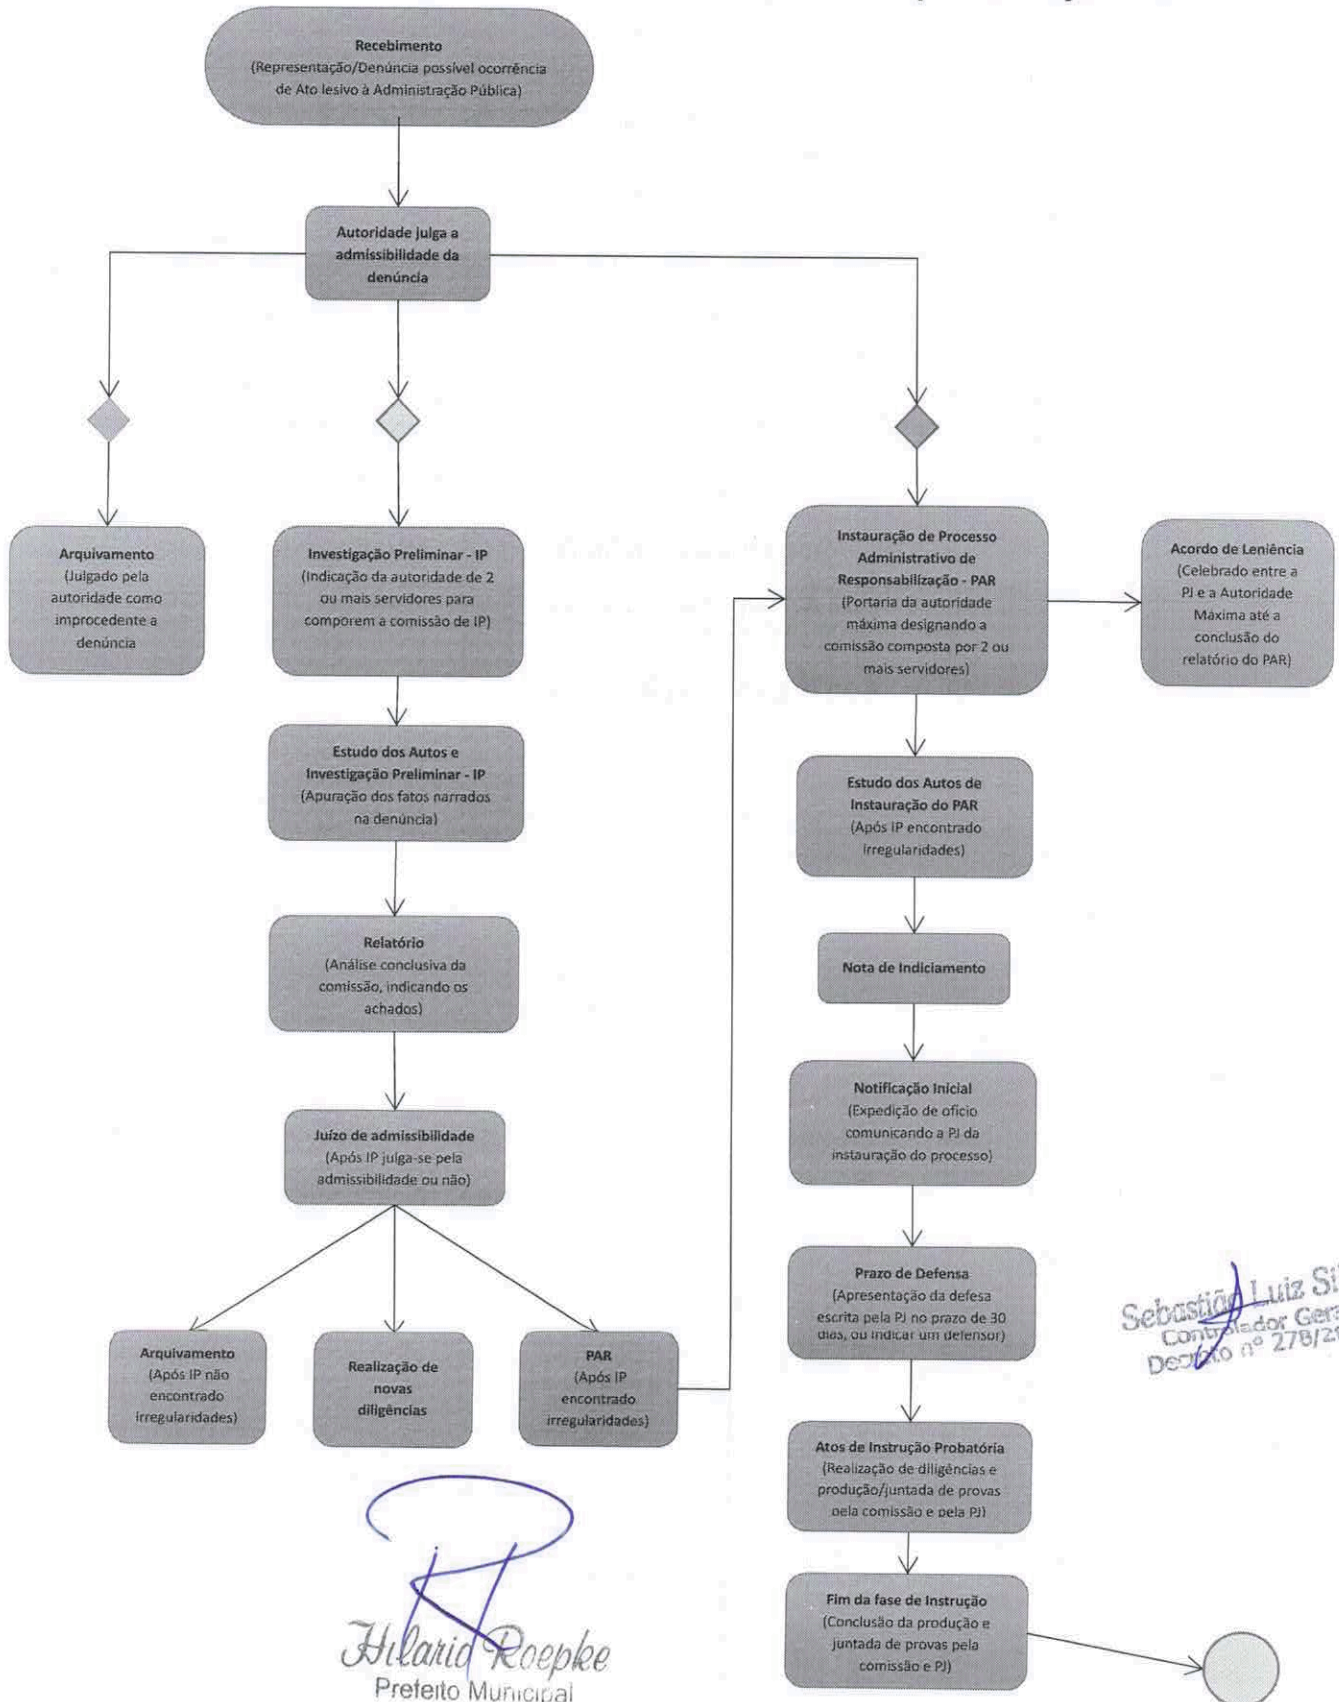 Recebimento
(Representação/Denúncia possível ocorrência
de Ato lesivo à Administração Pública)
Autoridade julga a
admissibilidade da
denúncia
Arquivamento
(Julgado pela
autoridade como
improcedente a
denúncia
Investigação Preliminar - IP
(Indicação da autoridade de 2
ou mais servidores para
comporem a comissão de IP)
Instauração de Processo
Administrativo de
Responsabilização - PAR
(Portaria da autoridade
máxima designando a
comissão composta por 2 ou
mais servidores)
Acordo de Leniência
(Celebrado entre a
PJ e a Autoridade
Máxima até a
conclusão do
relatório do PAR)
Estudo dos Autos e
Investigação Preliminar - IP
(Apuração dos fatos narrados
na denúncia)
Estudo dos Autos de
Instauração do PAR
(Após IP encontrado
irregularidades)
Relatório
(Análise conclusiva da
comissão, indicando os
achados)
Nota de Indiciamento
Juízo de admissibilidade
(Após IP julga-se pela
admissibilidade ou não)
Notificação Inicial
(Expedição de ofício
comunicando a PJ da
instauração do processo)
Arquivamento
(Após IP não
encontrado
irregularidades)
Realização de
novas
diligências
PAR
(Após IP
encontrado
irregularidades)
Prazo de Defensa
(Apresentação da defesa
escrita pela PJ no prazo de 30
dias, ou indicar um defensor)
Sebastião Luiz
Controlador
Decreto nº 278/
Atos de Instrução Probatória
(Realização de diligências e
produção/juntada de provas
pela comissão e pela PJ)
Fim da fase de Instrução
(Conclusão da produção e
juntada de provas pela
comissão e PJ)
Hilario Roepke
Prefeito Municipal